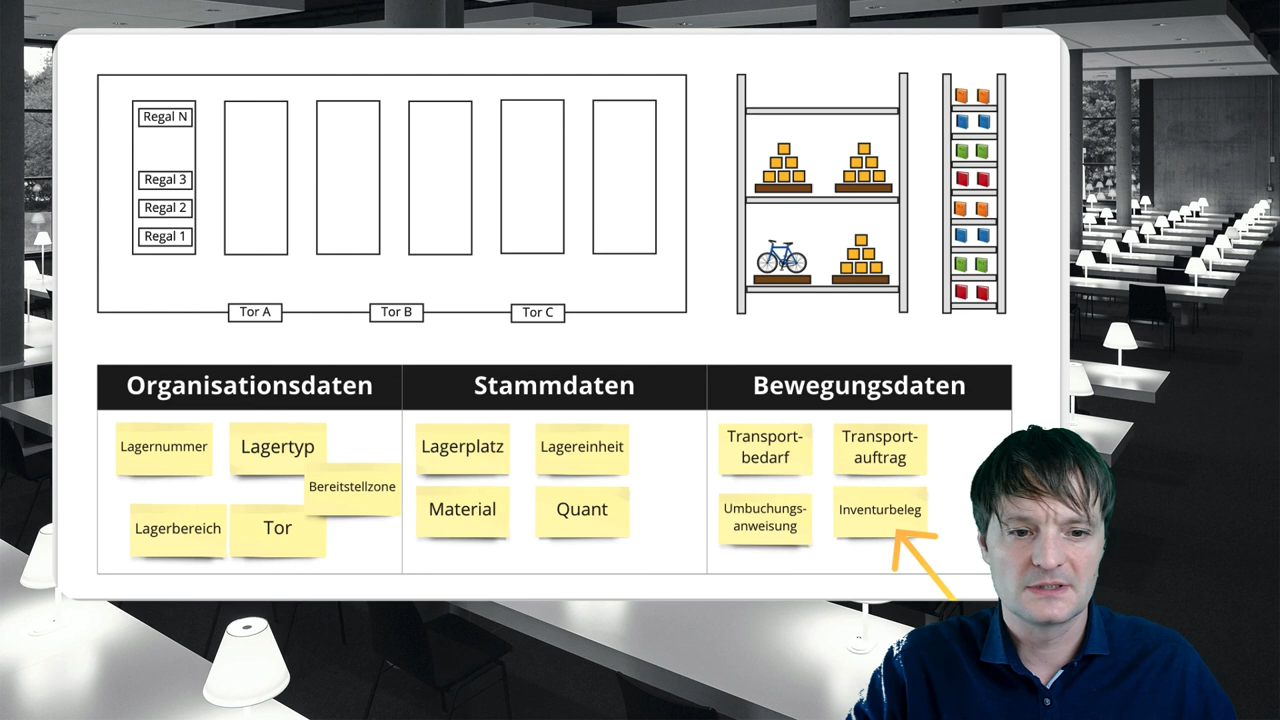 Regal N
Regal 3
Regal 2
Regal 1
Tor A
Tor B
Tor C
Organisationsdaten
Stammdaten
Bewegungsdaten
Lagernummer
Lagertyp
Bereitstellzone
Lagerbereich
Tor
Lagerplatz
Lagereinheit
Material
Quant
Transport-
bedarf
Transport-
auftrag
Umbuchungs-
anweisung
Inventurbeleg